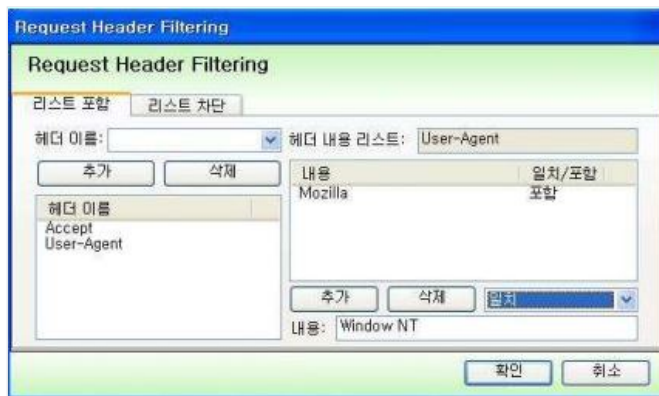 Request Header Filtering
Request Header Filtering
리스트 포함 리스트 차단
헤더 이름:
추가 삭제
헤더 이름
Accept
User-Agent
헤더 내용 리스트: User-Agent
내용 일치/포함
Mozilla 포함
추가 삭제 일치
내용: Window NT
확인 취소